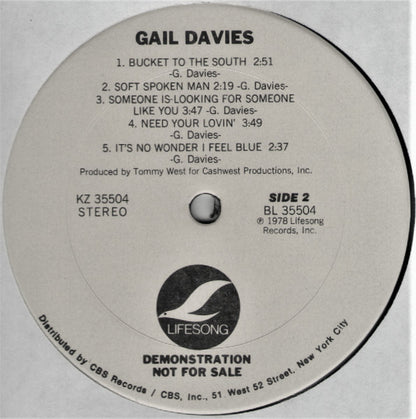 GAIL DAVIES
1. BUCKET TO THE SOUTH 2:51
-G. Davies-
2. SOFT SPOKEN MAN 2:19 -G. Davies-
3. SOMEONE IS LOOKING FOR SOMEONE
LIKE YOU 3:47 -G. Davies-
4. NEED YOUR LOVIN' 3:49
-G. Davies-
5. IT'S NO WONDER I FEEL BLUE 2:37
-G. Davies-
Produced by Tommy West for Cashwest Productions, Inc.
KZ 35504
STEREO
SIDE 2
BL 35504
℗ 1978 Lifesong
Records, Inc.
LIFESONG
DEMONSTRATION
NOT FOR SALE
Distributed by CBS Records / CBS, Inc., 51 West 52 Street, New York City